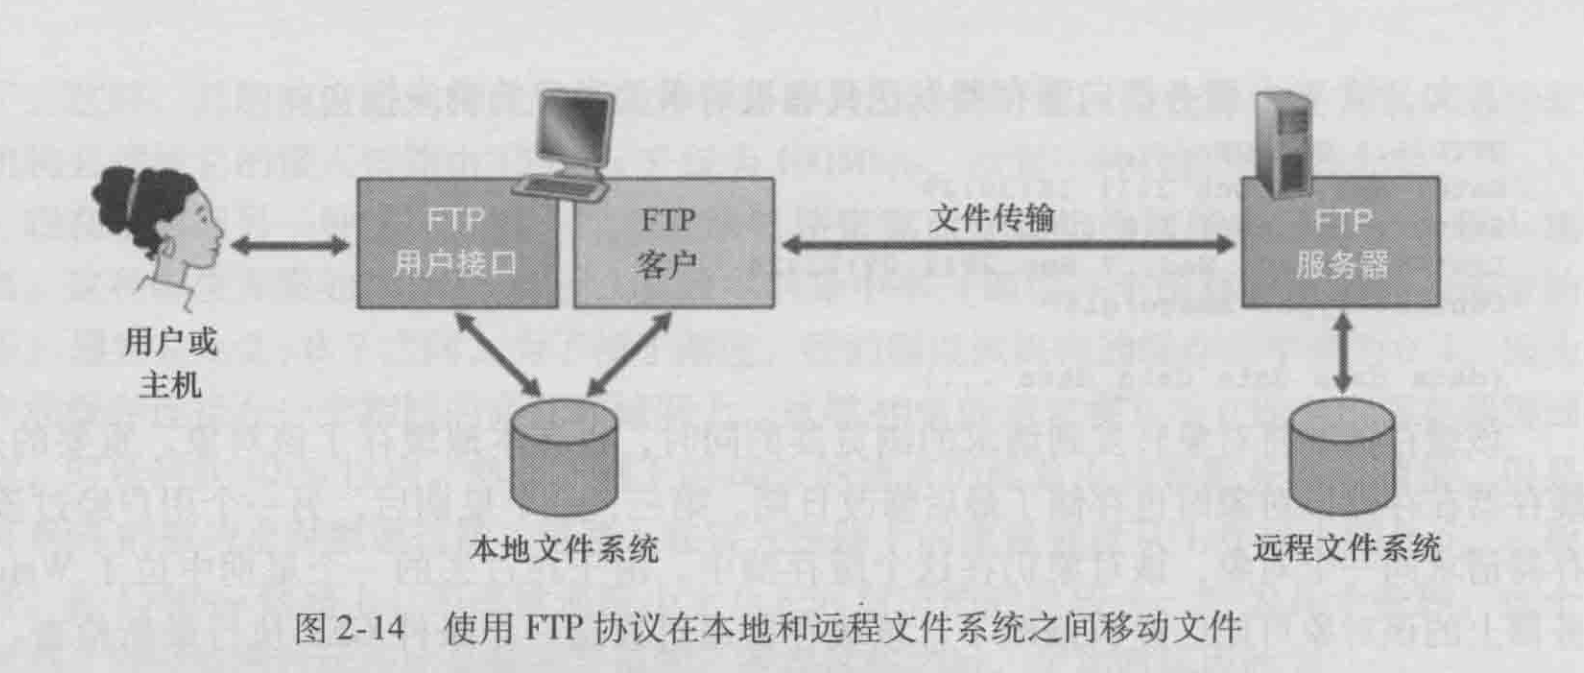 FTP
用户接口
FTP
客户
文件传输
FTP
服务器
用户或
主机
本地文件系统
远程文件系统
图 2-14 使用 FTP 协议在本地和远程文件系统之间移动文件